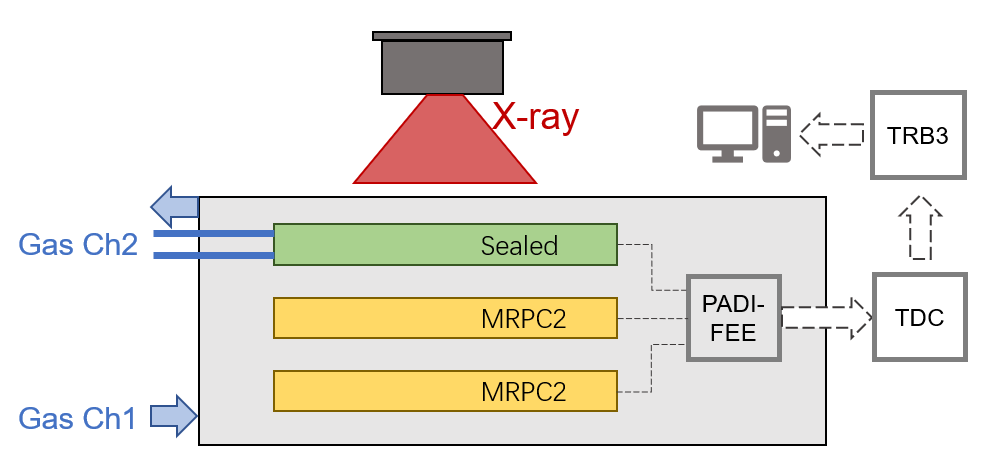 X-ray
TRB3
Gas Ch2
Sealed
PADI-
FEE
TDC
MRPC2
MRPC2
Gas Ch1